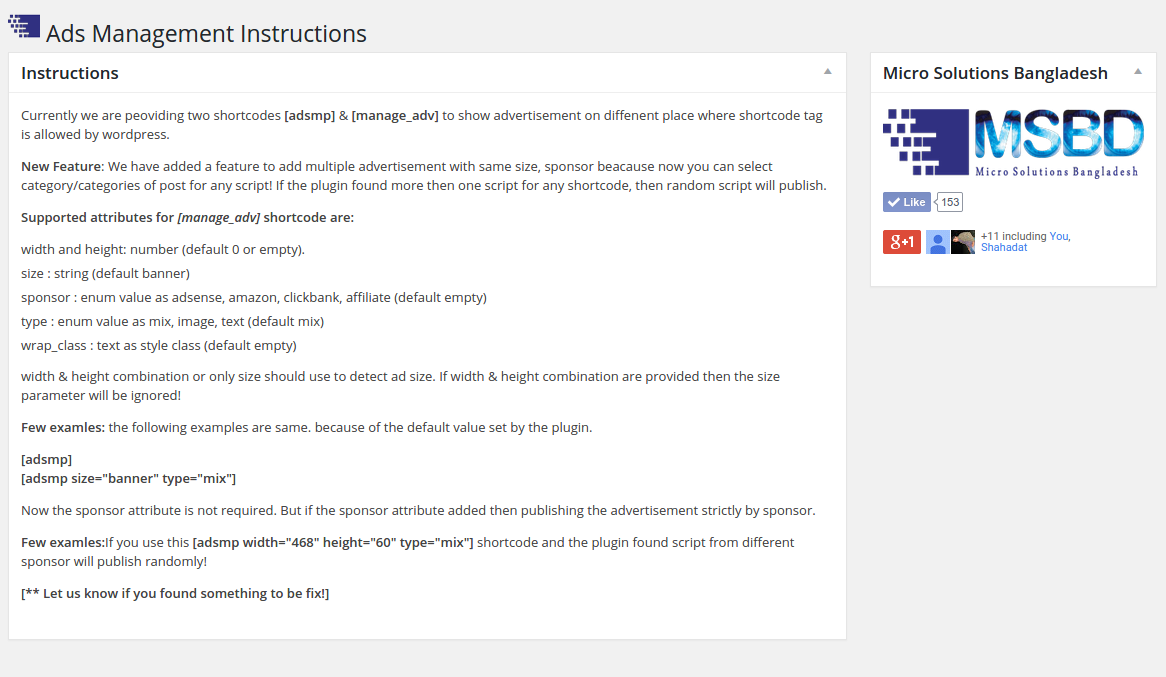 Ads Management Instructions
Instructions
Currently we are peoviding two shortcodes [adsmp] & [manage_adv] to show advertisement on diffenent place where shortcode tag
is allowed by wordpress.
New Feature: We have added a feature to add multiple advertisement with same size, sponsor beacause now you can select
category/categories of post for any script! If the plugin found more then one script for any shortcode, then random script will publish.
Supported attributes for [manage_adv] shortcode are:
width and height: number (default 0 or empty).
size : string (default banner)
sponsor : enum value as adsense, amazon, clickbank, affiliate (default empty)
type : enum value as mix, image, text (default mix)
wrap_class : text as style class (default empty)
width & height combination or only size should use to detect ad size. If width & height combination are provided then the size
parameter will be ignored!
Few examles: the following examples are same. because of the default value set by the plugin.
[adsmp]
[adsmp size="banner" type="mix"]
Now the sponsor attribute is not required. But if the sponsor attribute added then publishing the advertisement strictly by sponsor.
Few examles:If you use this [adsmp width="468" height="60" type="mix"] shortcode and the plugin found script from different
sponsor will publish randomly!
[** Let us know if you found something to be fix!]
Micro Solutions Bangladesh
MSBD
Micro Solutions Bangladesh
Like 153
g+1 +11 including You,
Shahadat